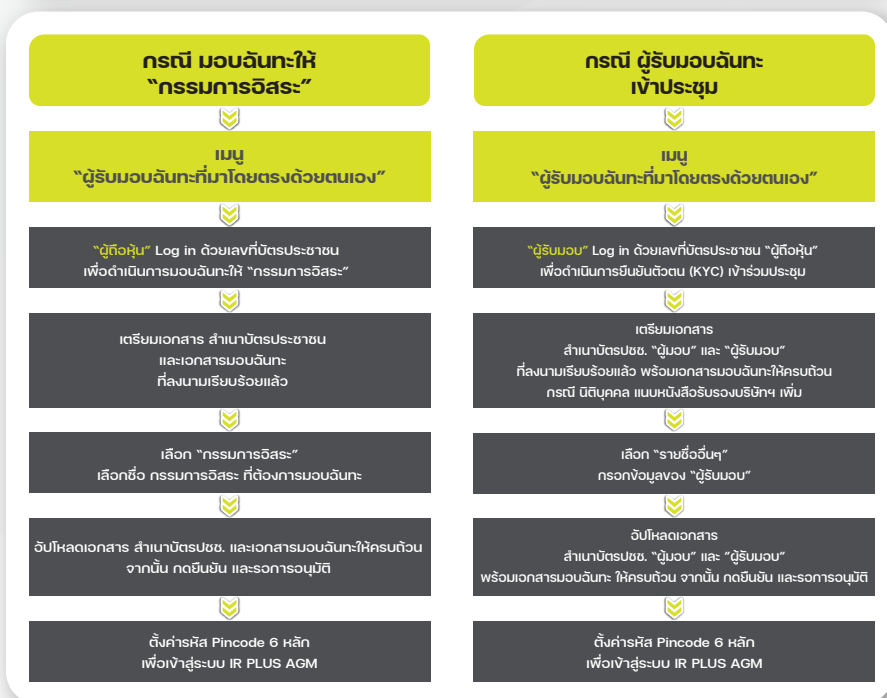 กรณี มอบฉันทะให้
“กรรมการอิสระ”
เมนู
“ผู้รับมอบฉันทะที่มาโดยตรงด้วยตนเอง”
“ผู้ถือหุ้น” Log in ด้วยเลขที่บัตรประชาชน
เพื่อดำเนินการมอบฉันทะให้ “กรรมการอิสระ”
เตรียมเอกสาร สำเนาบัตรประชาชน
และเอกสารมอบฉันทะ
ที่ลงนามเรียบร้อยแล้ว
เลือก “กรรมการอิสระ”
เลือกชื่อ กรรมการอิสระ ที่ต้องการมอบฉันทะ
อัปโหลดเอกสาร สำเนาบัตรปชช. และเอกสารมอบฉันทะให้ครบถ้วน
จากนั้น กดยืนยัน และรอการอนุมัติ
ตั้งค่ารหัส Pincode 6 หลัก
เพื่อเข้าสู่ระบบ IR PLUS AGM
กรณี ผู้รับมอบฉันทะ
เข้าประชุม
เมนู
“ผู้รับมอบฉันทะที่มาโดยตรงด้วยตนเอง”
“ผู้รับมอบ” Log in ด้วยเลขที่บัตรประชาชน “ผู้ถือหุ้น”
เพื่อดำเนินการยืนยันตัวตน (KYC) เข้าร่วมประชุม
เตรียมเอกสาร
สำเนาบัตรปชช. “ผู้มอบ” และ “ผู้รับมอบ”
ที่ลงนามเรียบร้อยแล้ว พร้อมเอกสารมอบฉันทะให้ครบถ้วน
กรณี นิติบุคคล แนบหนังสือรับรองบริษัทฯ เพิ่ม
เลือก “รายชื่ออื่นๆ”
กรอกข้อมูลของ “ผู้รับมอบ”
อัปโหลดเอกสาร
สำเนาบัตรปชช. “ผู้มอบ” และ “ผู้รับมอบ”
พร้อมเอกสารมอบฉันทะ ให้ครบถ้วน จากนั้น กดยืนยัน และรอการอนุมัติ
ตั้งค่ารหัส Pincode 6 หลัก
เพื่อเข้าสู่ระบบ IR PLUS AGM